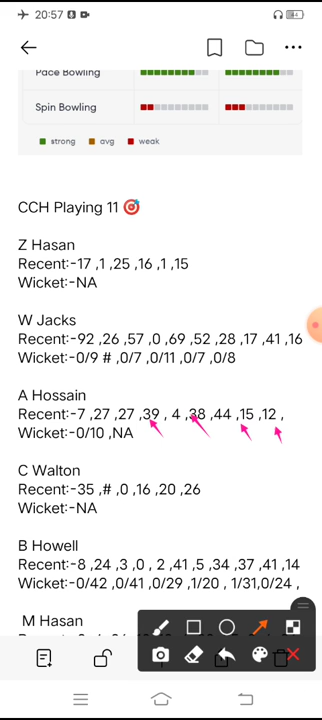 20:57
Pace Bowling
Spin Bowling
strong avg weak
CCH Playing 11 🎯
Z Hasan
Recent:-17 ,1 ,25 ,16 ,1 ,15
Wicket:-NA
W Jacks
Recent:-92 ,26 ,57 ,0 ,69 ,52 ,28 ,17 ,41 ,16
Wicket:-0/9 # ,0/7 ,0/11 ,0/7 ,0/8
A Hossain
Recent:-7 ,27 ,27 ,39 , 4 ,38 ,44 ,15 ,12 ,
Wicket:-0/10 ,NA
C Walton
Recent:-35 ,# ,0 ,16 ,20 ,26
Wicket:-NA
B Howell
Recent:-8 ,24 ,3 ,0 , 2 ,41 ,5 ,34 ,37 ,41 ,14
Wicket:-0/42 ,0/41 ,0/29 ,1/20 , 1/31,0/24 ,
M Hasan